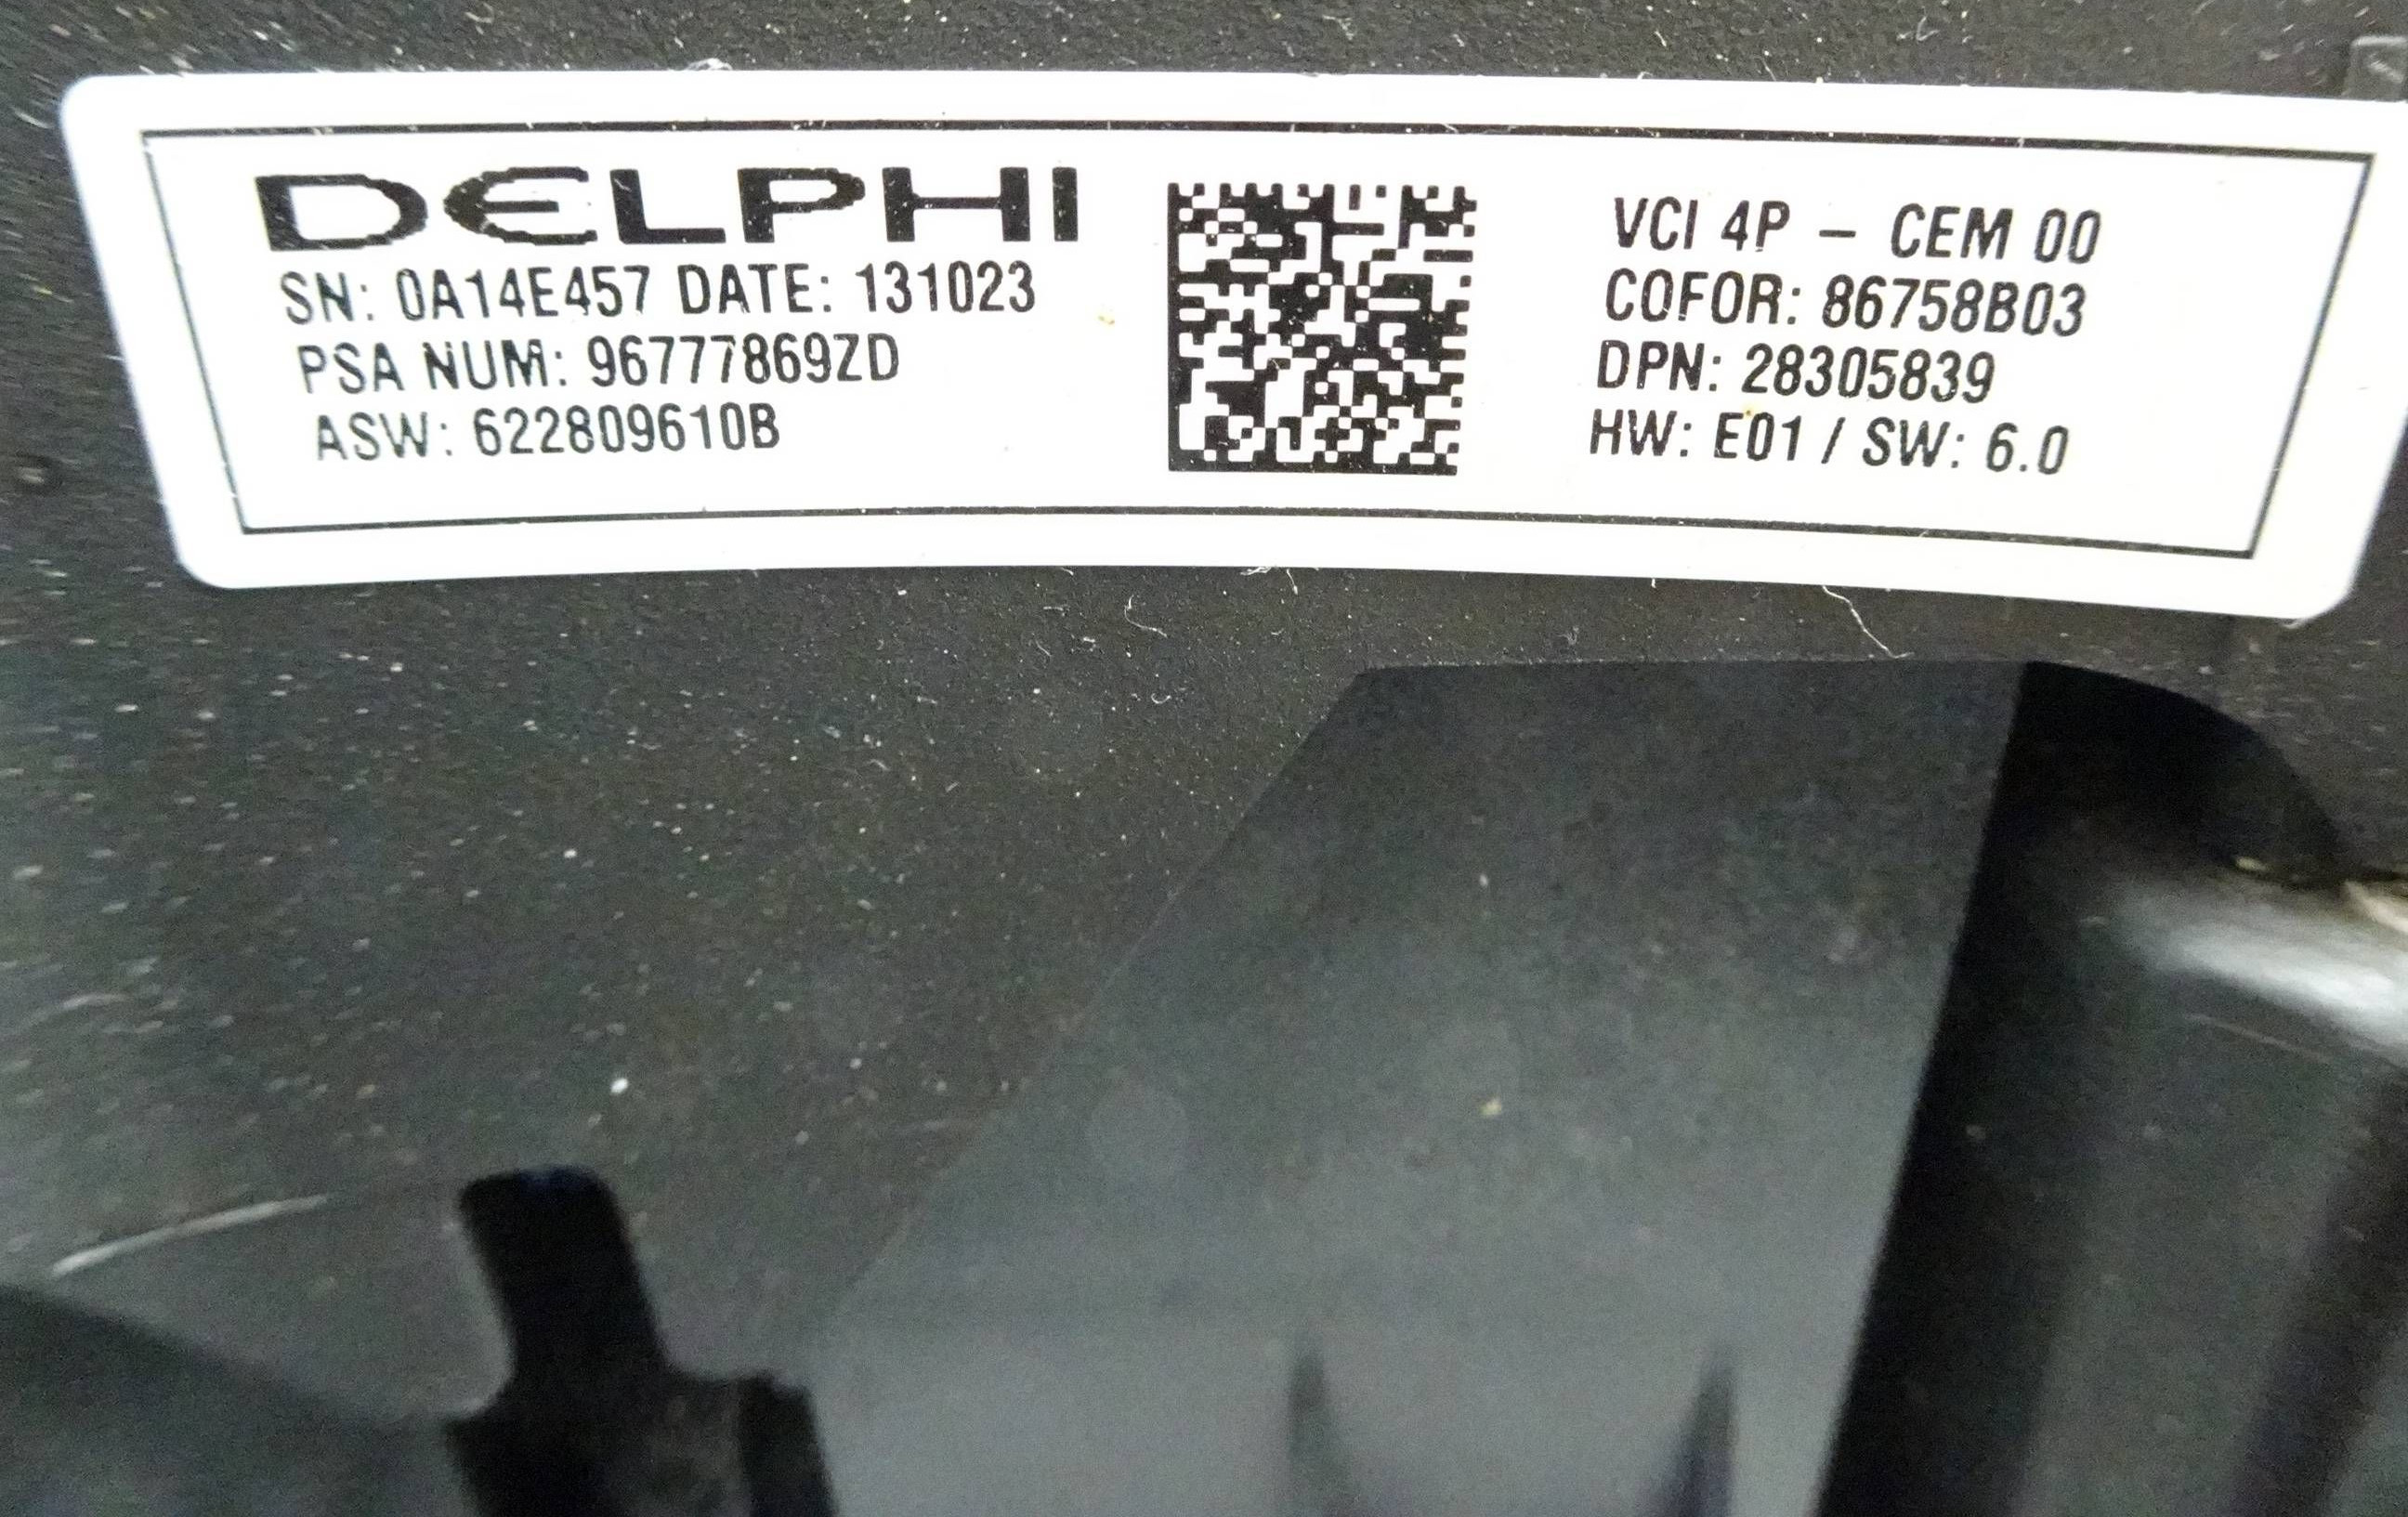 DELPHI
SN: 0A14E457 DATE: 131023
PSA NUM: 96777869ZD
ASW: 622809610B
VCI 4P – CEM 00
COFOR: 86758B03
DPN: 28305839
HW: E01 / SW: 6.0